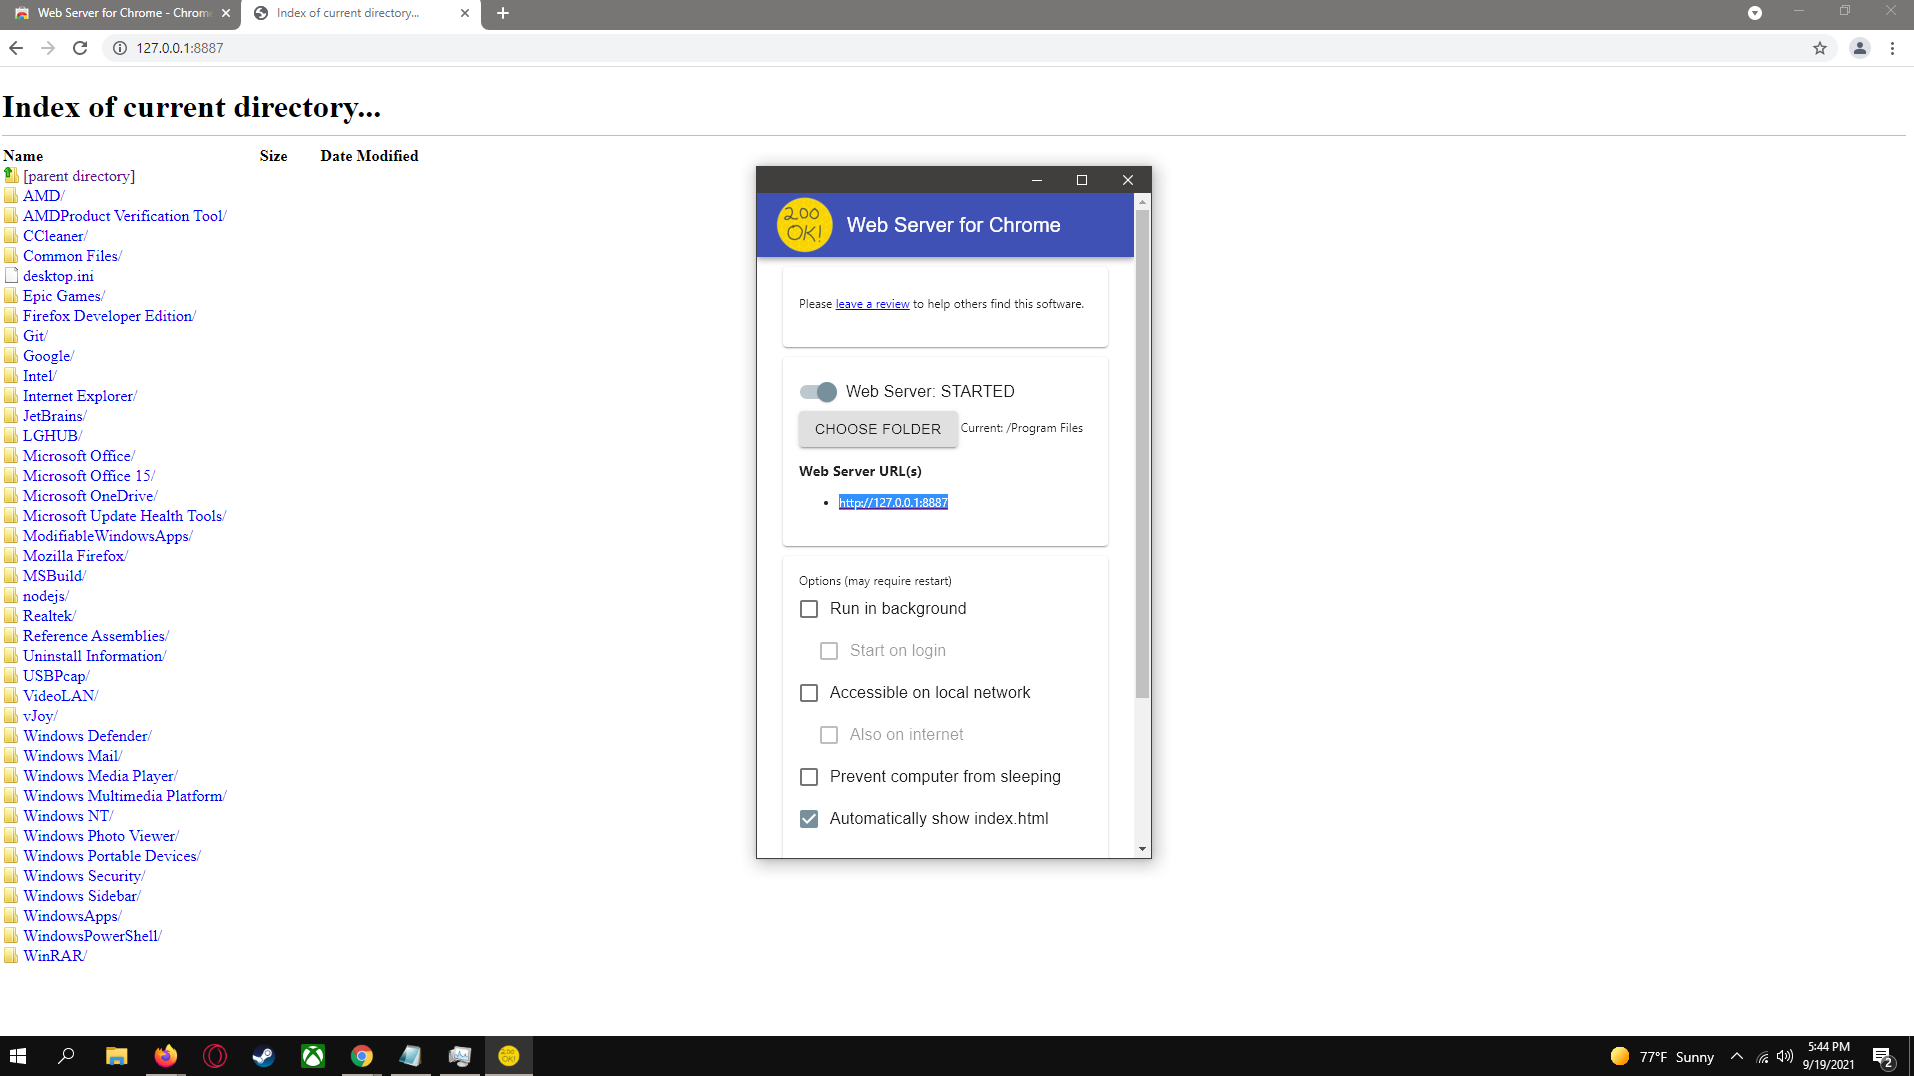 Web Server for Chrome - Chrom
Index of current directory...
127.0.0.1:8887
Index of current directory...
Name Size Date Modified
[parent directory]
AMD/
AMDProduct Verification Tool/
CCleaner/
Common Files/
desktop.ini
Epic Games/
Firefox Developer Edition/
Git/
Google/
Intel/
Internet Explorer/
JetBrains/
LGHUB/
Microsoft Office/
Microsoft Office 15/
Microsoft OneDrive/
Microsoft Update Health Tools/
ModifiableWindowsApps/
Mozilla Firefox/
MSBuild/
nodejs/
Realtek/
Reference Assemblies/
Uninstall Information/
USBPcap/
VideoLAN/
vJoy/
Windows Defender/
Windows Mail/
Windows Media Player/
Windows Multimedia Platform/
Windows NT/
Windows Photo Viewer/
Windows Portable Devices/
Windows Security/
Windows Sidebar/
WindowsApps/
WindowsPowerShell/
WinRAR/
200
OK!
Web Server for Chrome
Please leave a review to help others find this software.
Web Server: STARTED
CHOOSE FOLDER Current: /Program Files
Web Server URL(s)
http://127.0.0.1:8887
Options (may require restart)
Run in background
Start on login
Accessible on local network
Also on internet
Prevent computer from sleeping
Automatically show index.html
200
OK!
77°F Sunny
5:44 PM
9/19/2021
2